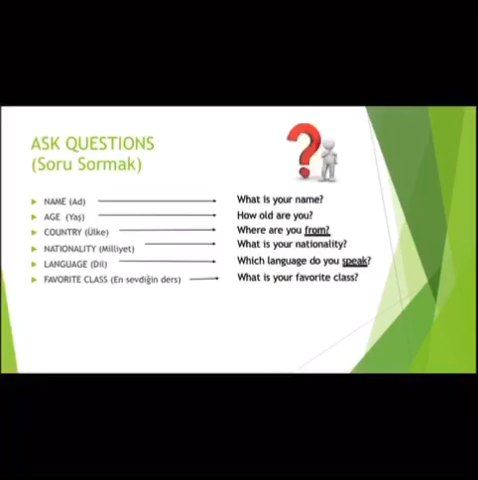 ASK QUESTIONS
(Soru Sormak)
NAME (Ad) What is your name?
AGE (Yaş) How old are you?
COUNTRY (Ülke) Where are you from?
NATIONALITY (Milliyet) What is your nationality?
LANGUAGE (Dil) Which language do you speak?
FAVORITE CLASS (En sevdiğin ders) What is your favorite class?